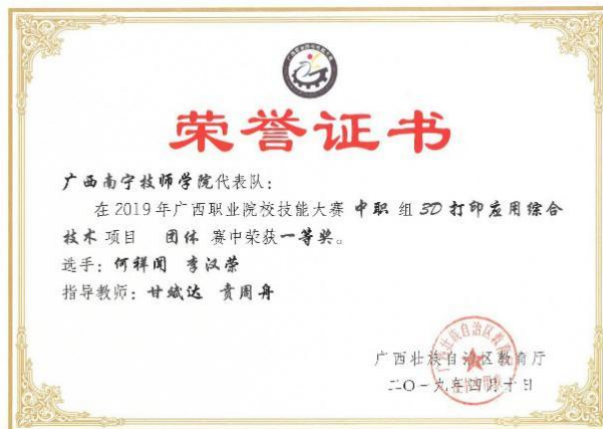 荣誉证书
广西南宁技师学院代表队：
在2019年广西职业院校技能大赛 中职 组 3D打印应用综合
技术 项目 团体 赛中荣获一等奖。
选手：何祥闻 李汉荣
指导教师：甘斌达 贲周舟
广西壮族自治区教育厅
二〇一九年四月十日